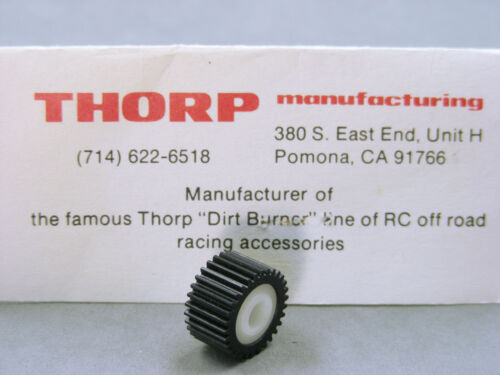 THORP manufacturing
380 S. East End, Unit H
(714) 622-6518 Pomona, CA 91766
Manufacturer of
the famous Thorp "Dirt Burner" line of RC off road
racing accessories